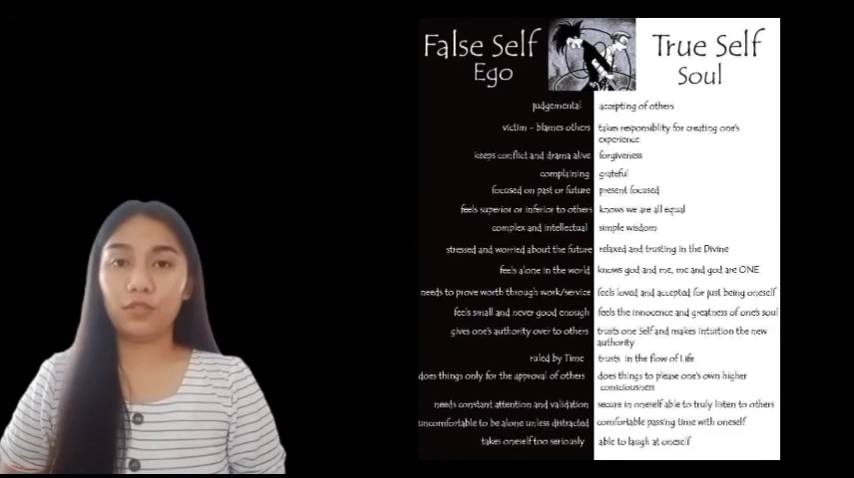 False Self
Ego
True Self
Soul
judgemental
accepting of others
victim - blames others
takes responsiblity for creating one's
experience
keeps conflict and drama alive
forgiveness
complaining
grateful
focused on past or future
present focused
feels superior or inferior to others
knows we are all equal
complex and intellectual
simple wisdom
stressed and worried about the future
relaxed and trusting in the Divine
feels alone in the world
knows god and me, me and god are ONE
needs to prove worth through work/service
feels loved and accepted for just being oneself
feels small and never good enough
feels the innocence and greatness of one's soul
gives one's authority over to others
trusts one Self and makes intuition the new
authority
ruled by Time
trusts in the flow of Life
does things only for the approval of others
does things to please one's own higher
consciousness
needs constant attention and validation
secure in oneself able to truly listen to others
uncomfortable to be alone unless distracted
comfortable passing time with oneself
takes oneself too seriously
able to laugh at oneself